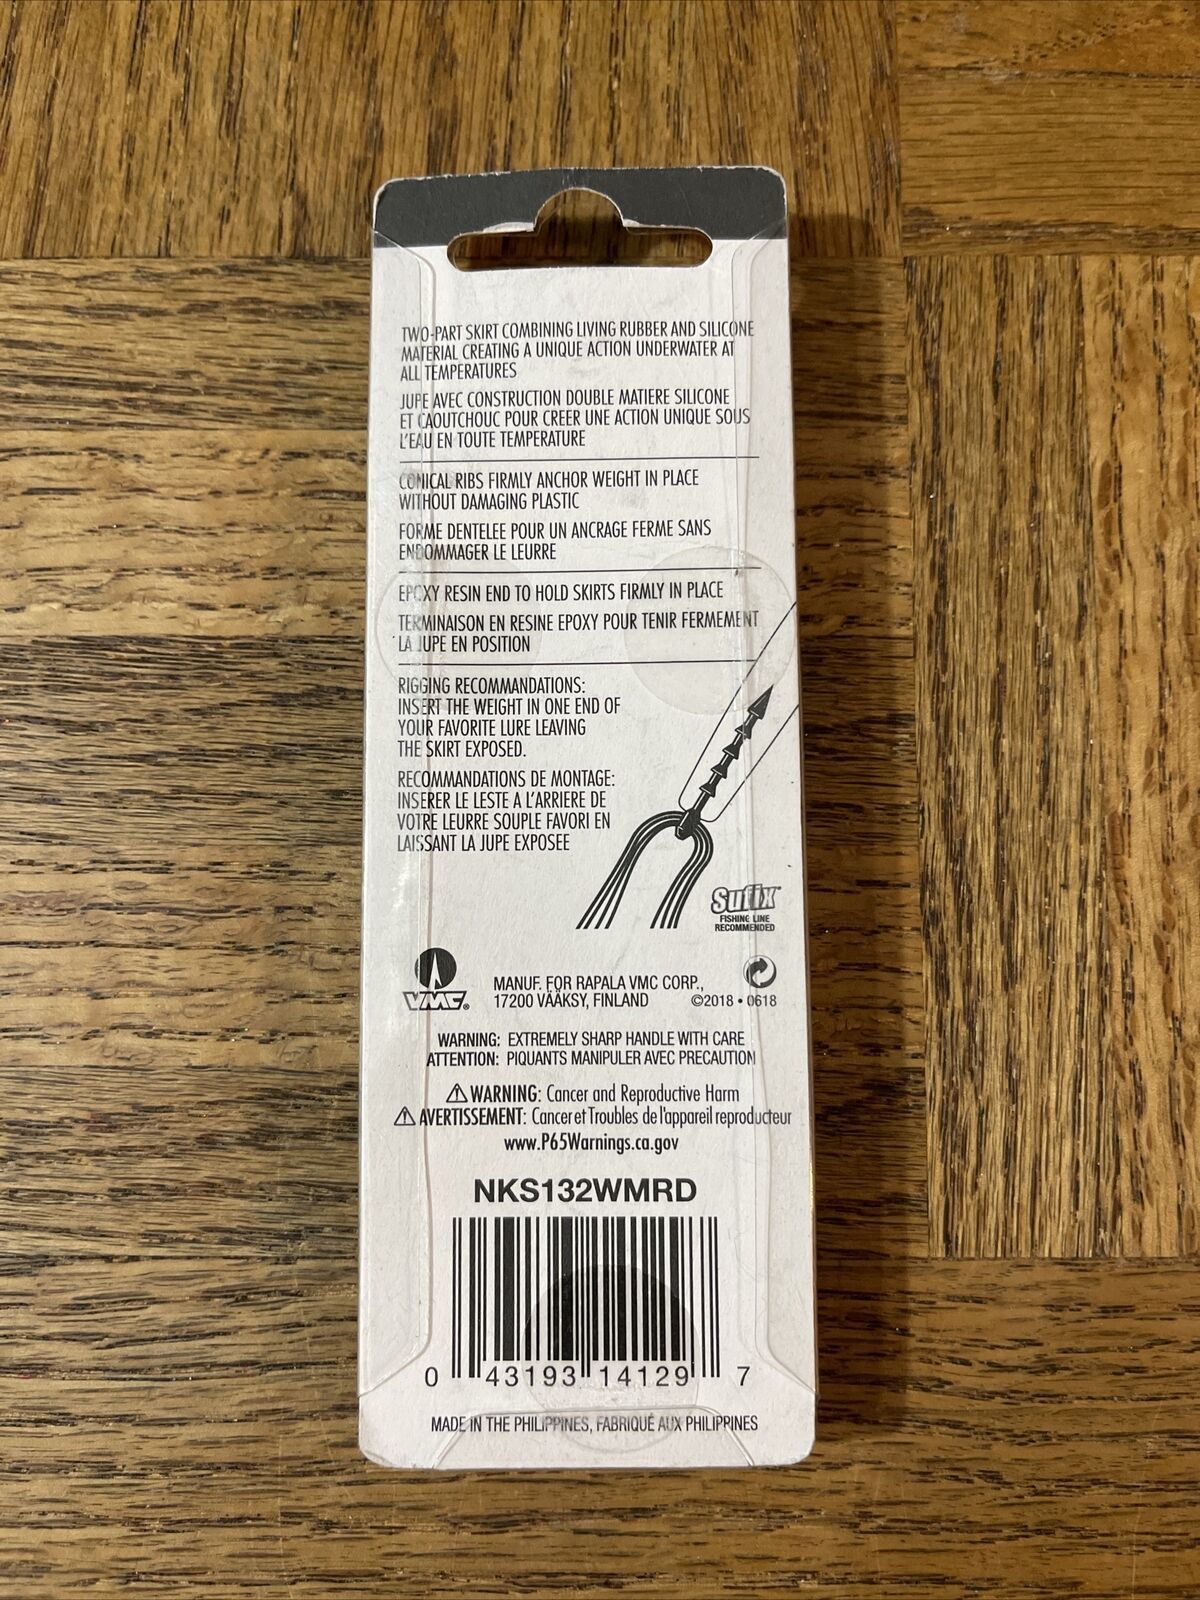 TWO-PART SKIRT COMBINING LIVING RUBBER AND SILICONE
MATERIAL CREATING A UNIQUE ACTION UNDERWATER AT
ALL TEMPERATURES
JUPE AVEC CONSTRUCTION DOUBLE MATIERE SILICONE
ET CAOUTCHOUC POUR CREER UNE ACTION UNIQUE SOUS
L'EAU EN TOUTE TEMPERATURE
CONICAL RIBS FIRMLY ANCHOR WEIGHT IN PLACE
WITHOUT DAMAGING PLASTIC
FORME DENTELEE POUR UN ANCRAGE FERME SANS
ENDOMMAGER LE LEURRE
EPOXY RESIN END TO HOLD SKIRTS FIRMLY IN PLACE
TERMINAISON EN RESINE EPOXY POUR TENIR FERMEMENT
LA JUPE EN POSITION
RIGGING RECOMMANDATIONS:
INSERT THE WEIGHT IN ONE END OF
YOUR FAVORITE LURE LEAVING
THE SKIRT EXPOSED.
RECOMMANDATIONS DE MONTAGE:
INSERER LE LESTE A L'ARRIERE DE
VOTRE LEURRE SOUPLE FAVORI EN
LAISSANT LA JUPE EXPOSEE
Sufix
FISHING LINE
RECOMMENDED
VMC®
MANUF. FOR RAPALA VMC CORP.,
17200 VÄÄKSY, FINLAND ©2018 • 0618
WARNING: EXTREMELY SHARP HANDLE WITH CARE
ATTENTION: PIQUANTS MANIPULER AVEC PRECAUTION
⚠ WARNING: Cancer and Reproductive Harm
⚠ AVERTISSEMENT: Cancer et Troubles de l'appareil reproducteur
www.P65Warnings.ca.gov
NKS132WMRD
0 43193 14129 7
MADE IN THE PHILIPPINES, FABRIQUÉ AUX PHILIPPINES